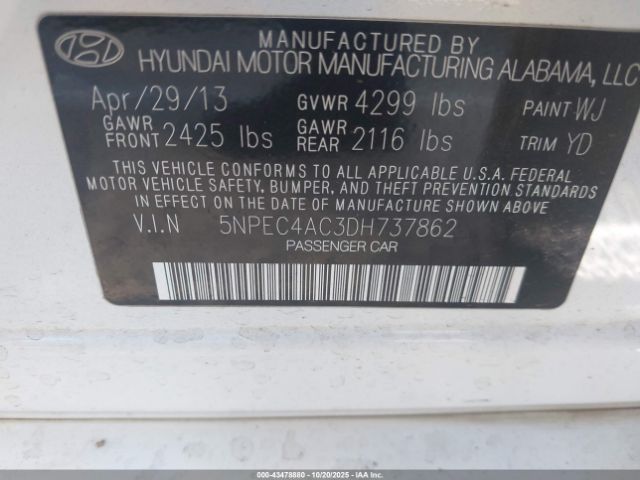 MANUFACTURED BY
HYUNDAI MOTOR MANUFACTURING ALABAMA, LLC
Apr/29/13 GVWR 4299 lbs PAINT WJ
GAWR FRONT 2425 lbs GAWR REAR 2116 lbs TRIM YD
THIS VEHICLE CONFORMS TO ALL APPLICABLE U.S.A. FEDERAL
MOTOR VEHICLE SAFETY, BUMPER, AND THEFT PREVENTION STANDARDS
IN EFFECT ON THE DATE OF MANUFACTURE SHOWN ABOVE.
V.I.N 5NPEC4AC3DH737862
PASSENGER CAR
000-43478880 - 10/20/2025 - IAAI.COM/CARFAX